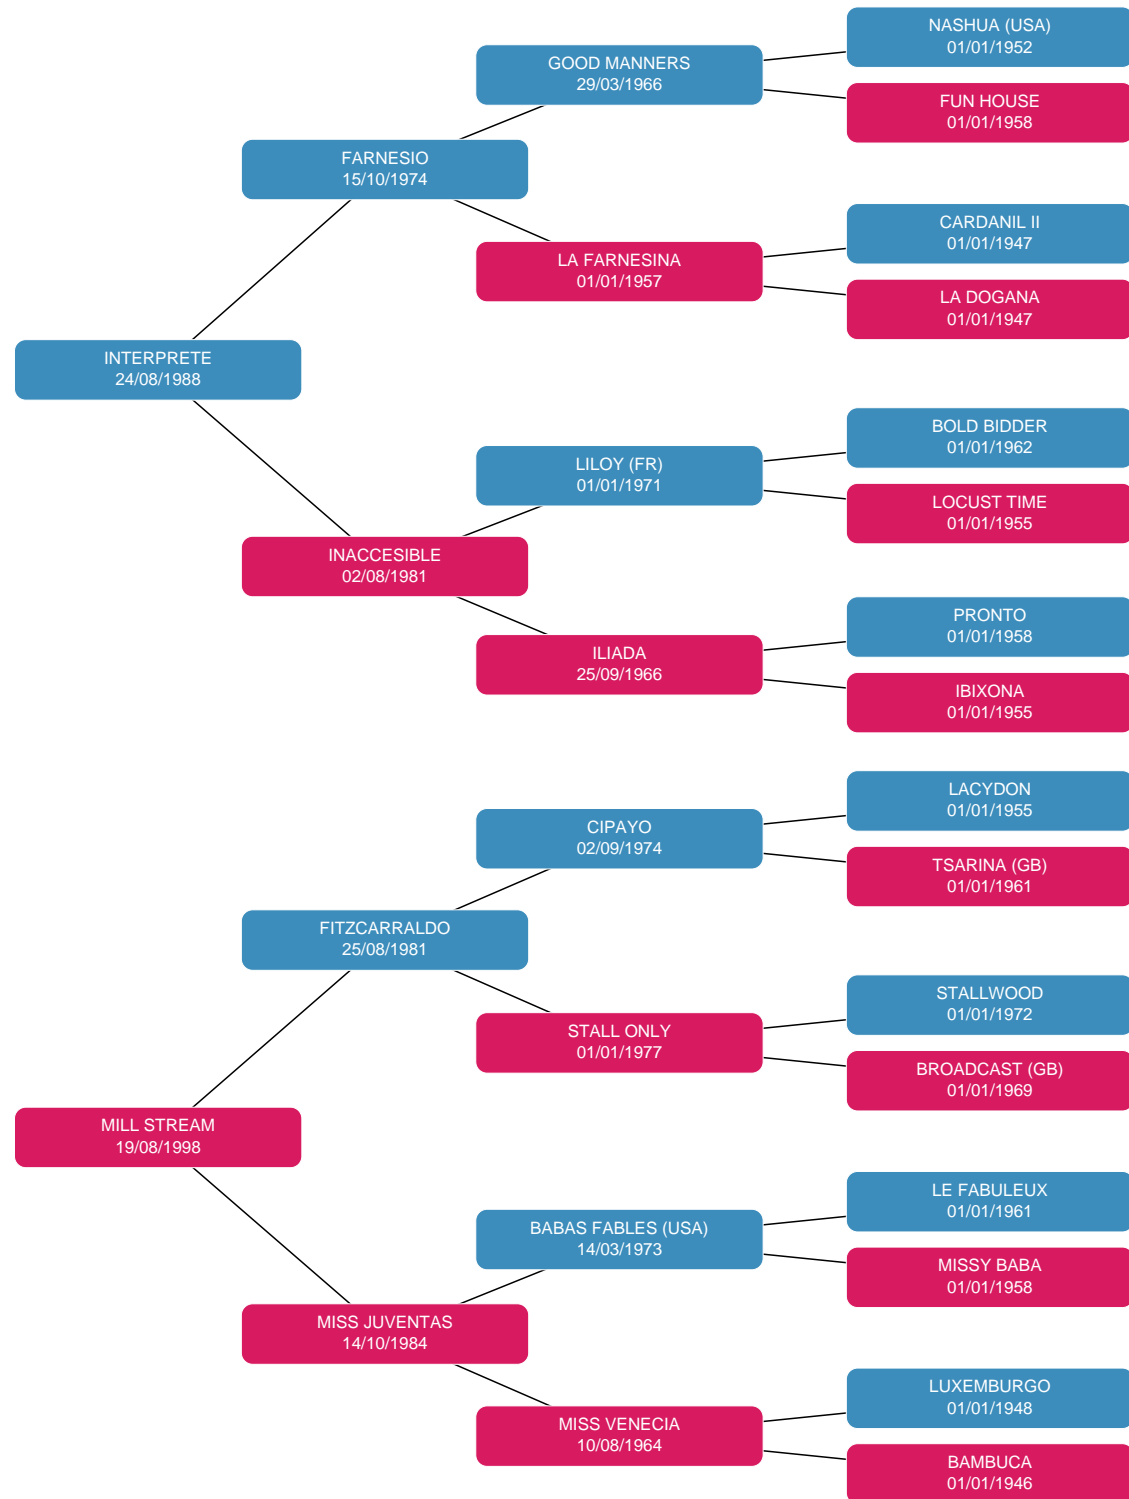 NASHUA (USA)
01/01/1952
GOOD MANNERS
29/03/1966
FUN HOUSE
01/01/1958
FARNESIO
15/10/1974
CARDANIL II
01/01/1947
LA FARNESINA
01/01/1957
LA DOGANA
01/01/1947
INTERPRETE
24/08/1988
BOLD BIDDER
01/01/1962
LILOY (FR)
01/01/1971
LOCUST TIME
01/01/1955
INACCESIBLE
02/08/1981
PRONTO
01/01/1958
ILIADA
25/09/1966
IBIXONA
01/01/1955
LACYDON
01/01/1955
CIPAYO
02/09/1974
TSARINA (GB)
01/01/1961
FITZCARRALDO
25/08/1981
STALLWOOD
01/01/1972
STALL ONLY
01/01/1977
BROADCAST (GB)
01/01/1969
MILL STREAM
19/08/1998
LE FABULEUX
01/01/1961
BABAS FABLES (USA)
14/03/1973
MISSY BABA
01/01/1958
MISS JUVENTAS
14/10/1984
LUXEMBURGO
01/01/1948
MISS VENECIA
10/08/1964
BAMBUCA
01/01/1946